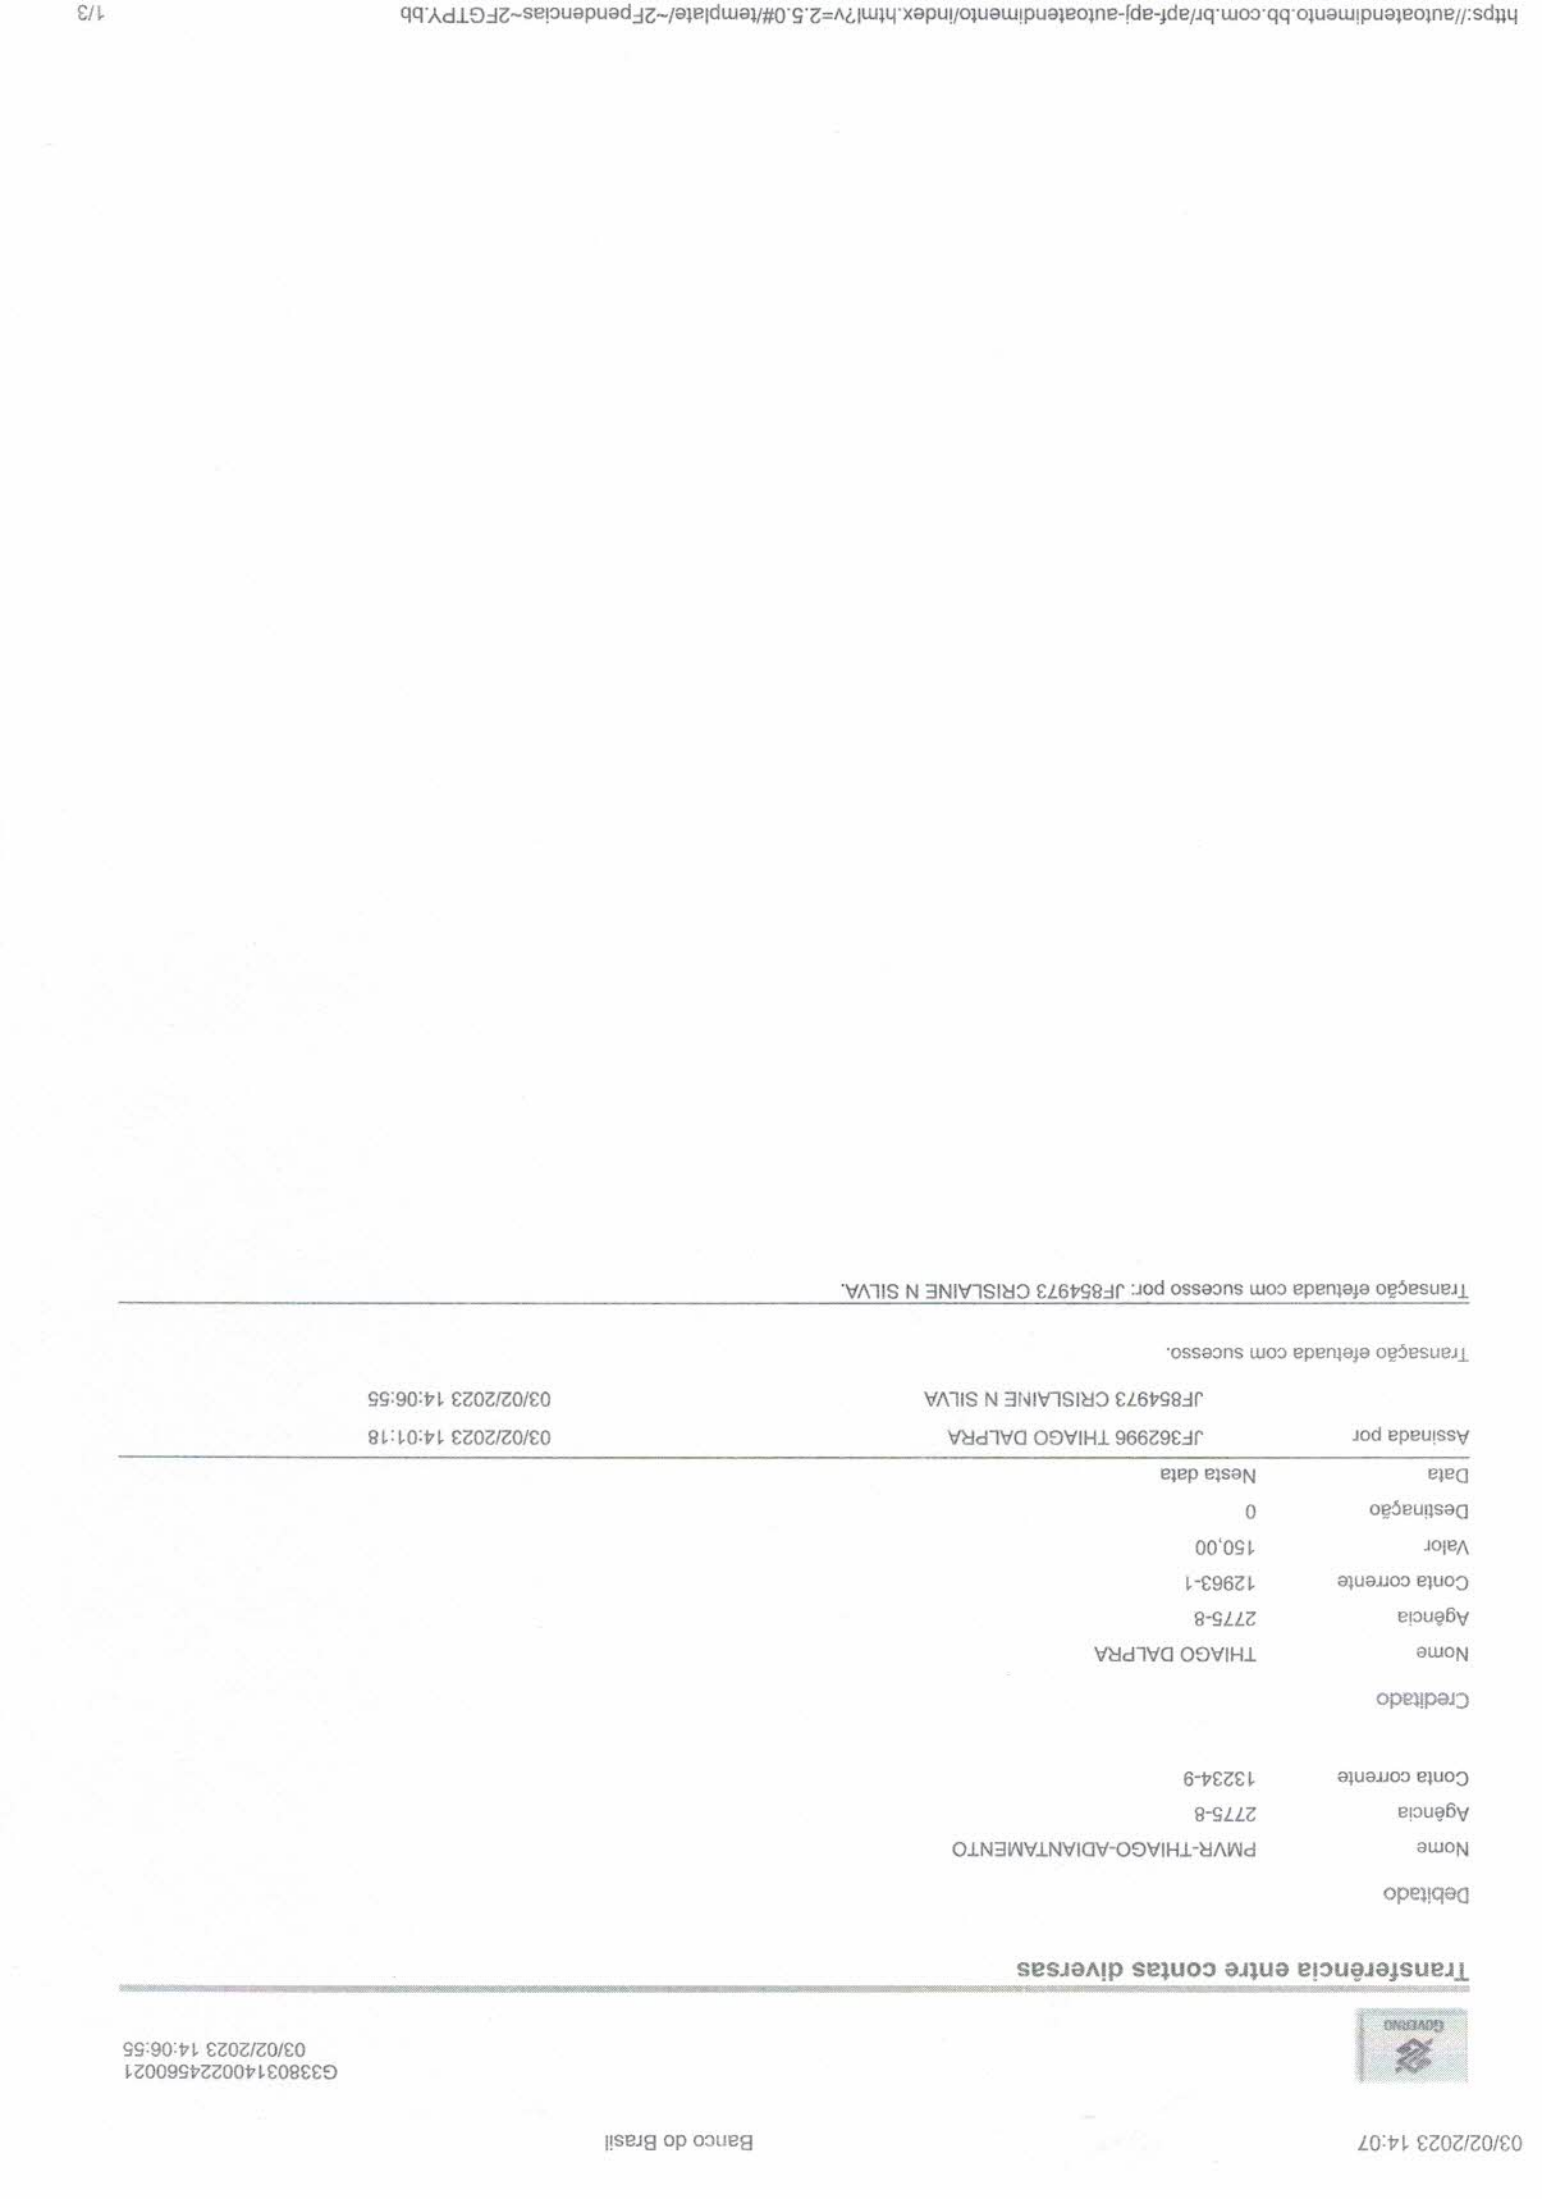 03/02/2023 14:07
Banco do Brasil
GOVERNO
G338031400224560021
03/02/2023 14:06:55
Transferência entre contas diversas
Debitado
Nome PMVR-THIAGO-ADIANTAMENTO
Agência 2775-8
Conta corrente 13234-9
Creditado
Nome THIAGO DALPRA
Agência 2775-8
Conta corrente 12963-1
Valor 150,00
Destinação 0
Data Nesta data
Assinada por JF362996 THIAGO DALPRA 03/02/2023 14:01:18
JF854973 CRISLAINE N SILVA 03/02/2023 14:06:55
Transação efetuada com sucesso.
Transação efetuada com sucesso por: JF854973 CRISLAINE N SILVA.
https://autoatendimento.bb.com.br/apf-apj-autoatendimento/index.html?v=2.5.0#/template/~2Fpendencias~2FGTPY.bb 1/3